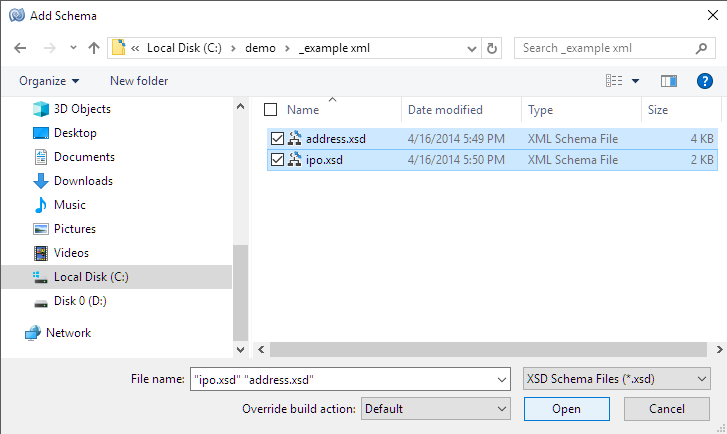 Add Schema
« Local Disk (C:) > demo > _example xml
Search _example xml
Organize
New folder
?
3D Objects
Desktop
Documents
Downloads
Music
Pictures
Videos
Local Disk (C:)
Disk 0 (D:)
Network
Name Date modified Type Size
address.xsd 4/16/2014 5:49 PM XML Schema File 4 KB
ipo.xsd 4/16/2014 5:50 PM XML Schema File 2 KB
File name: "ipo.xsd" "address.xsd" XSD Schema Files (*.xsd)
Override build action: Default Open Cancel